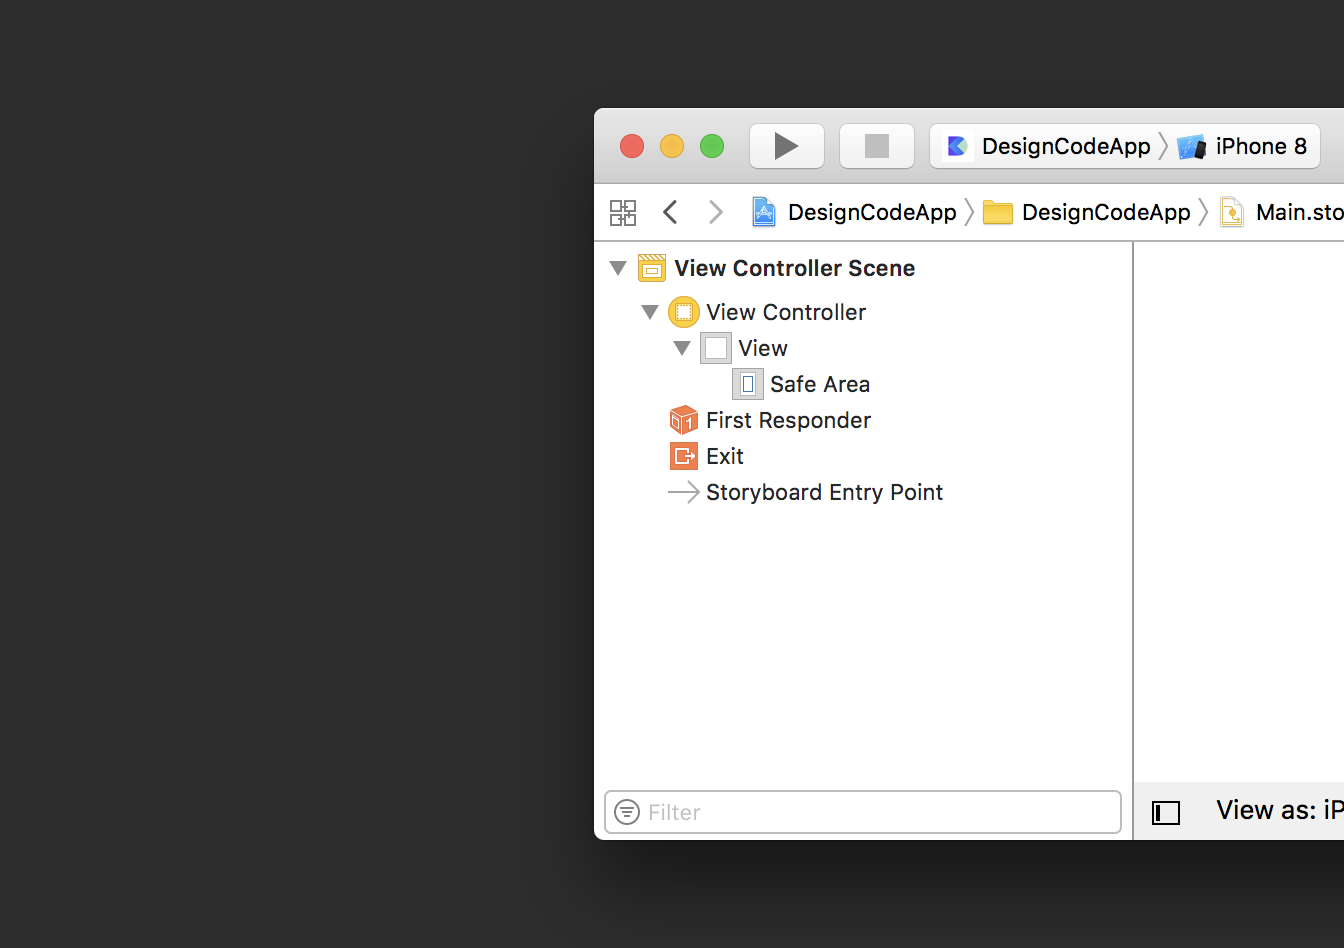 DesignCodeApp iPhone 8
DesignCodeApp DesignCodeApp Main.sto
View Controller Scene
View Controller
View
Safe Area
First Responder
Exit
Storyboard Entry Point
Filter
View as: iP